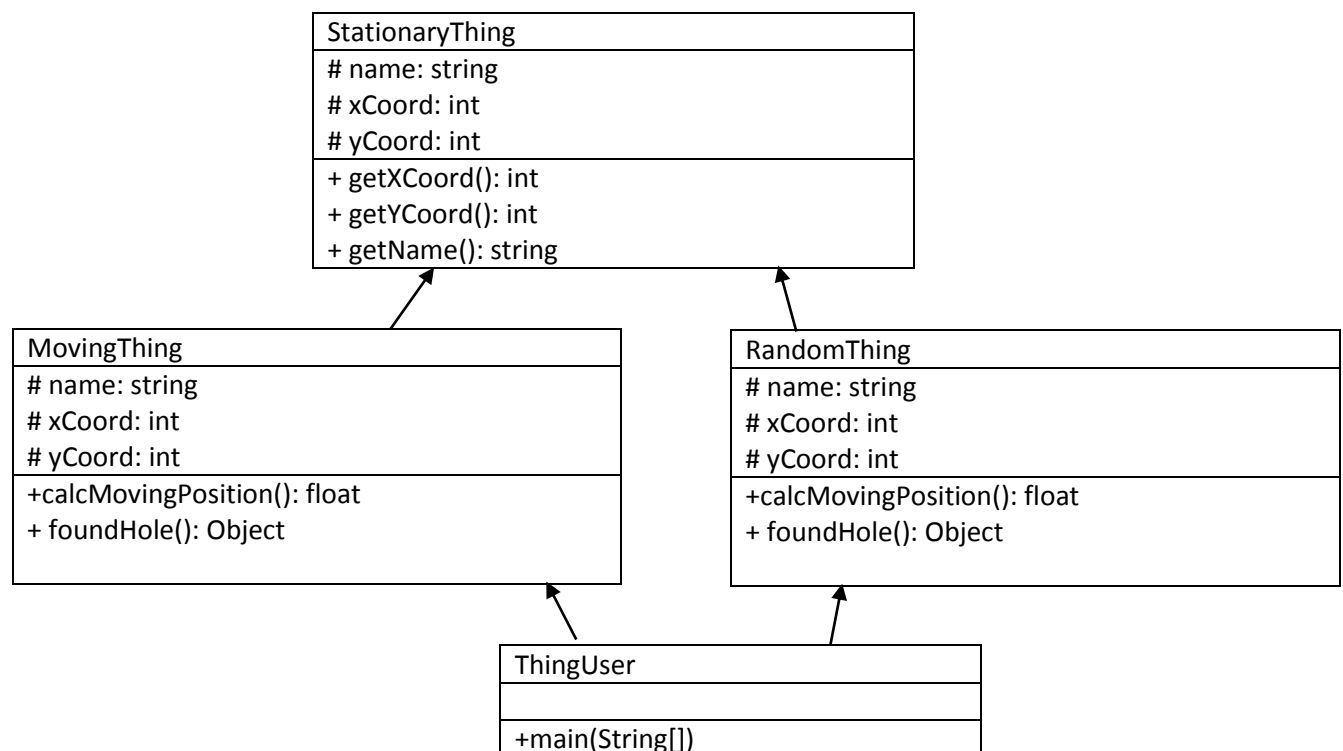 StationaryThing
# name: string
# xCoord: int
# yCoord: int
+ getXCoord(): int
+ getYCoord(): int
+ getName(): string
MovingThing
# name: string
# xCoord: int
# yCoord: int
+calcMovingPosition(): float
+ foundHole(): Object
RandomThing
# name: string
# xCoord: int
# yCoord: int
+calcMovingPosition(): float
+ foundHole(): Object
ThingUser
+main(String[])